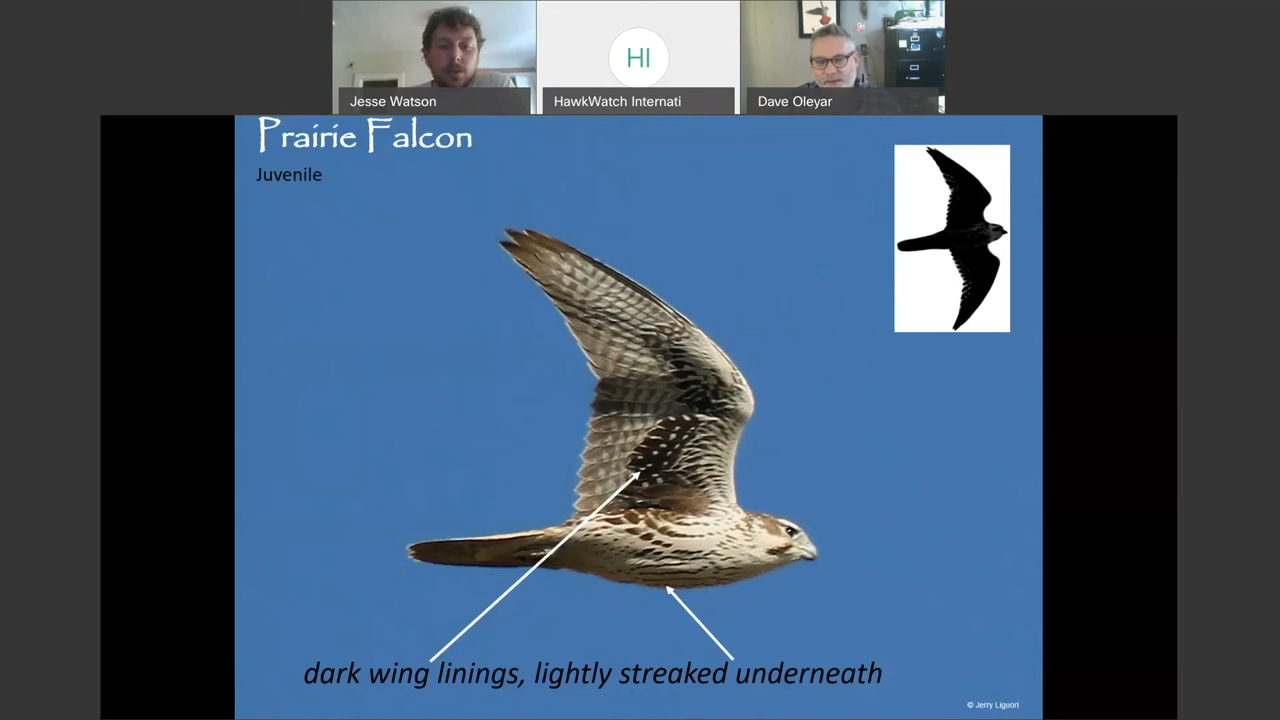 HI
Jesse Watson
HawkWatch Internati
Dave Oleyar
Prairie Falcon
Juvenile
dark wing linings, lightly streaked underneath
© Jerry Liguori